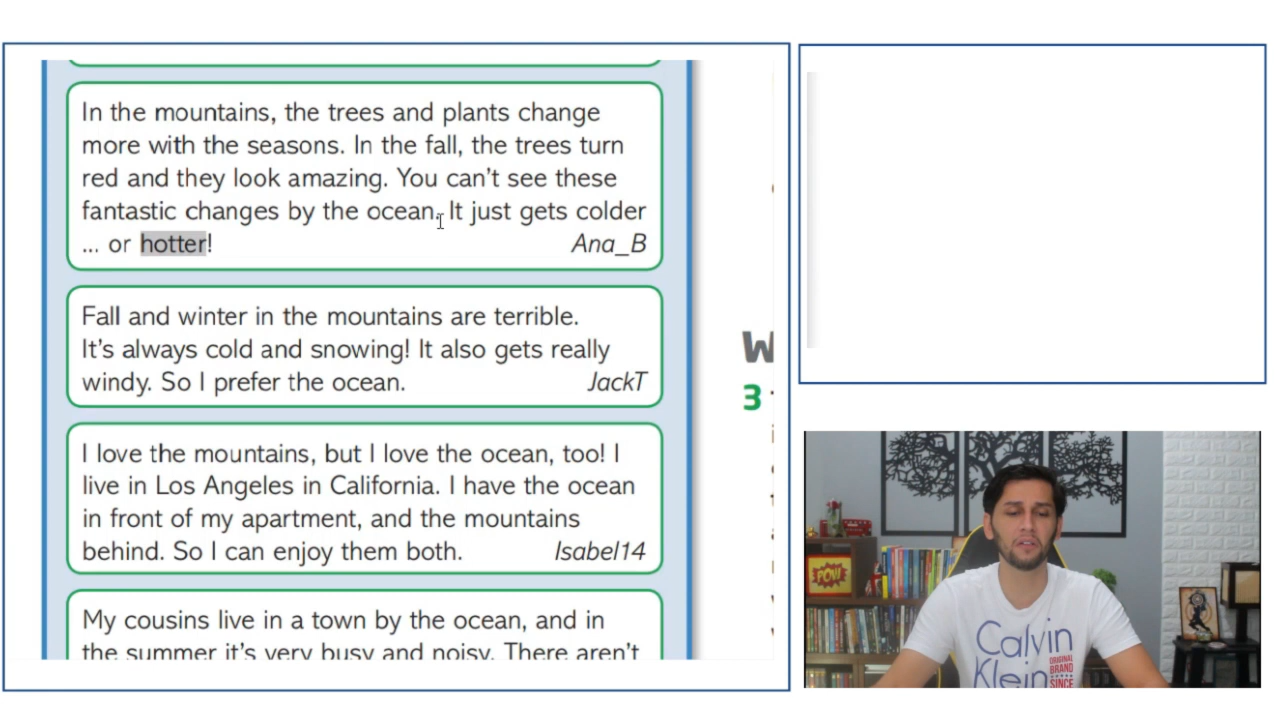 In the mountains, the trees and plants change
more with the seasons. In the fall, the trees turn
red and they look amazing. You can't see these
fantastic changes by the ocean. It just gets colder
... or hotter!
Ana_B
Fall and winter in the mountains are terrible.
It's always cold and snowing! It also gets really
windy. So I prefer the ocean.
JackT
I love the mountains, but I love the ocean, too! I
live in Los Angeles in California. I have the ocean
in front of my apartment, and the mountains
behind. So I can enjoy them both.
Isabel14
My cousins live in a town by the ocean, and in
the summer it's very busy and noisy. There aren't
W
3
POW
Calvin
Klein
ORIGINAL
BRAND
SINCE